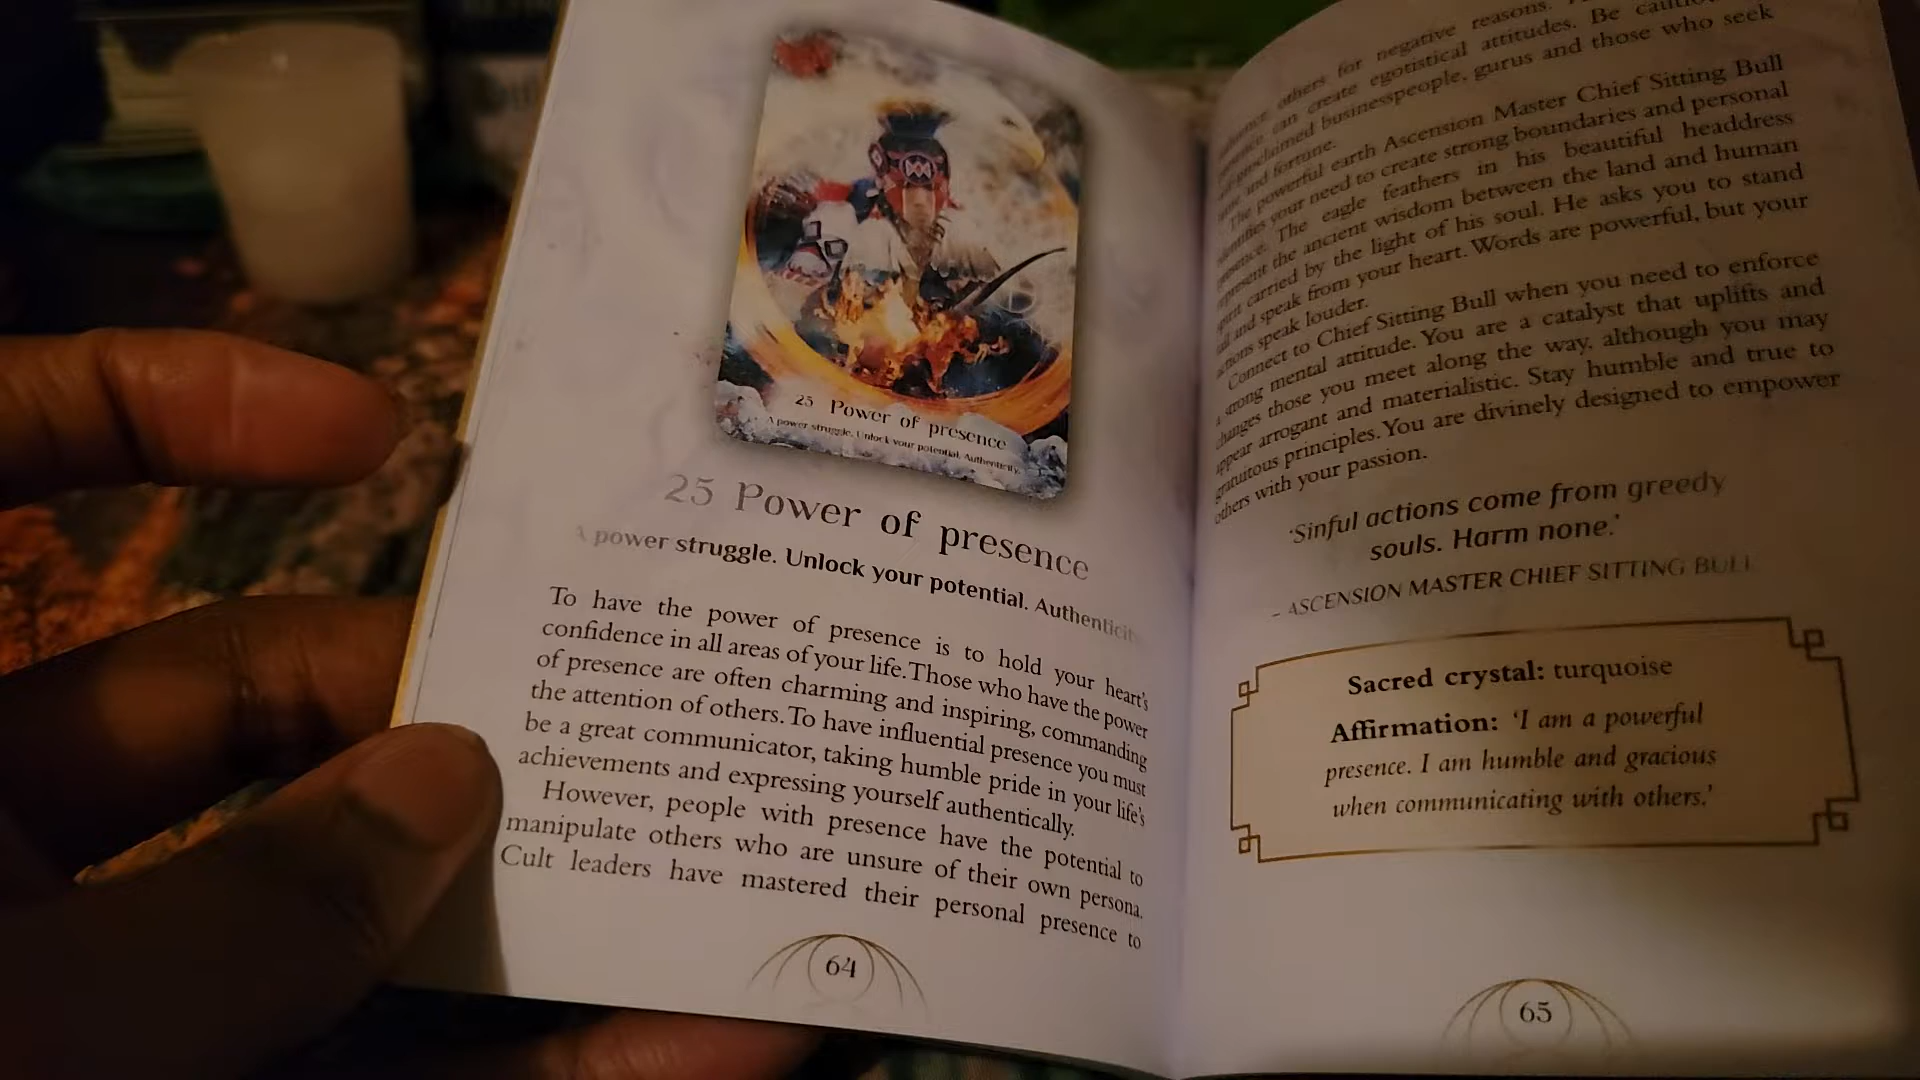 25 Power of presence
A power struggle. Unlock your potential. Authenticity.
25 Power of presence
A power struggle. Unlock your potential. Authenticity
To have the power of presence is to hold your heart's
confidence in all areas of your life. Those who have the power
of presence are often charming and inspiring, commanding
the attention of others. To have influential presence you must
be a great communicator, taking humble pride in your life's
achievements and expressing yourself authentically.
However, people with presence have the potential to
manipulate others who are unsure of their own persona.
Cult leaders have mastered their personal presence to
64
others for negative reasons.
can create egotistical attitudes. Be
businesspeople, gurus and those who seek
and fortune.
The powerful earth Ascension Master Chief Sitting Bull
your need to create strong boundaries and personal
The eagle feathers in his beautiful headdress
the ancient wisdom between the land and human
spirit carried by the light of his soul. He asks you to stand
and speak from your heart. Words are powerful, but your
actions speak louder.
Connect to Chief Sitting Bull when you need to enforce
a strong mental attitude. You are a catalyst that uplifts and
changes those you meet along the way, although you may
appear arrogant and materialistic. Stay humble and true to
gratuitous principles. You are divinely designed to empower
others with your passion.
'Sinful actions come from greedy
souls. Harm none.'
– ASCENSION MASTER CHIEF SITTING BULL
Sacred crystal: turquoise
Affirmation: 'I am a powerful
presence. I am humble and gracious
when communicating with others.'
65